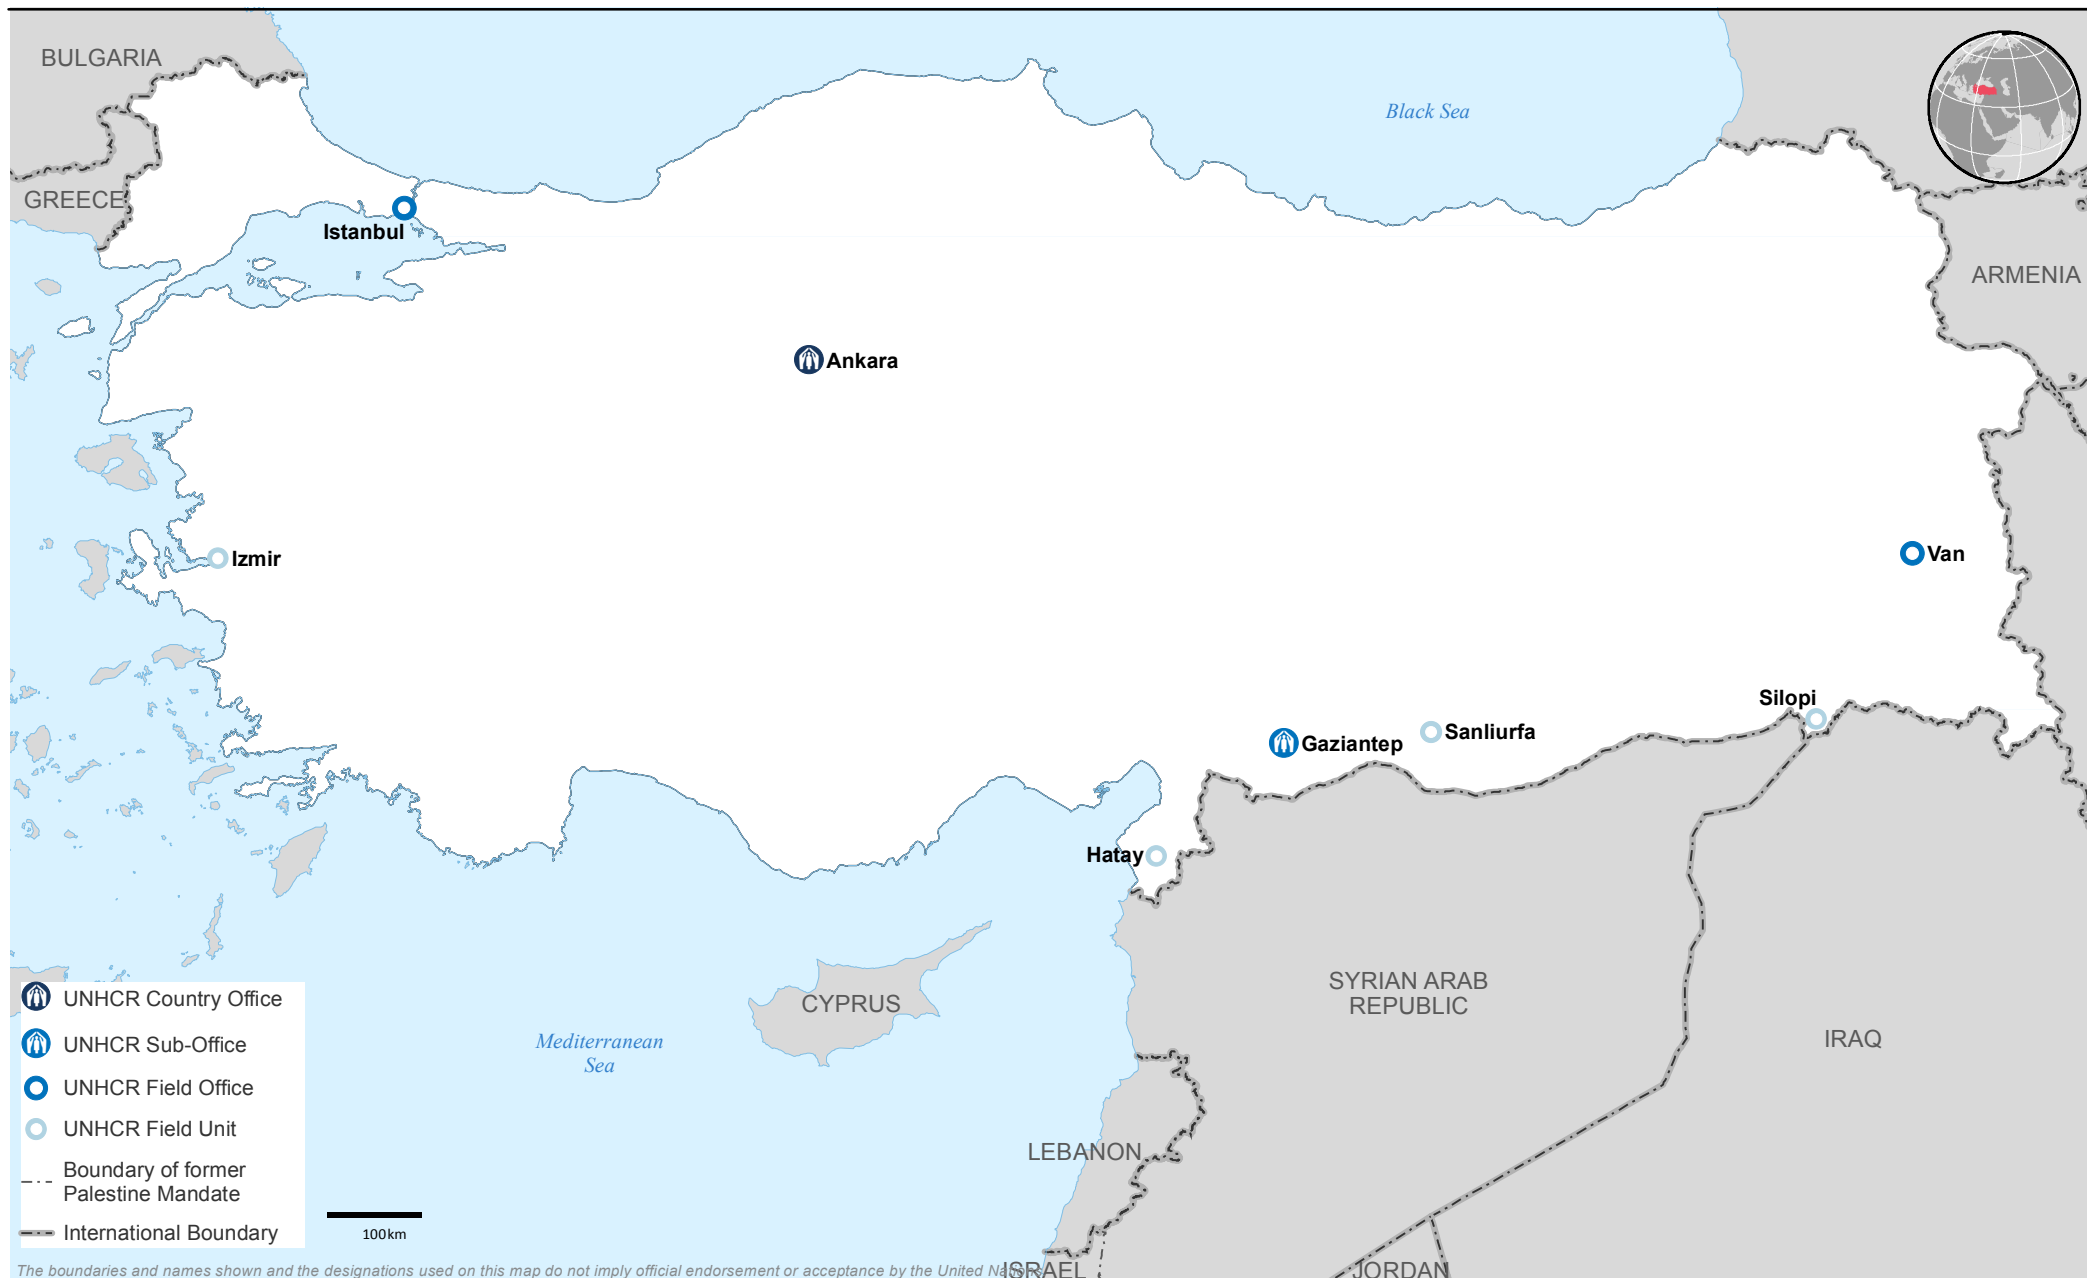 BULGARIA
Black Sea
GREECE
Istanbul
ARMENIA
Ankara
Izmir
Van
Silopi
Sanliurfa
Gaziantep
Hatay
SYRIAN ARAB
REPUBLIC
CYPRUS
IRAQ
Mediterranean
Sea
LEBANON
UNHCR Country Office
UNHCR Sub-Office
UNHCR Field Office
UNHCR Field Unit
Boundary of former
Palestine Mandate
International Boundary
100km
ISRAEL
JORDAN
The boundaries and names shown and the designations used on this map do not imply official endorsement or acceptance by the United Nations